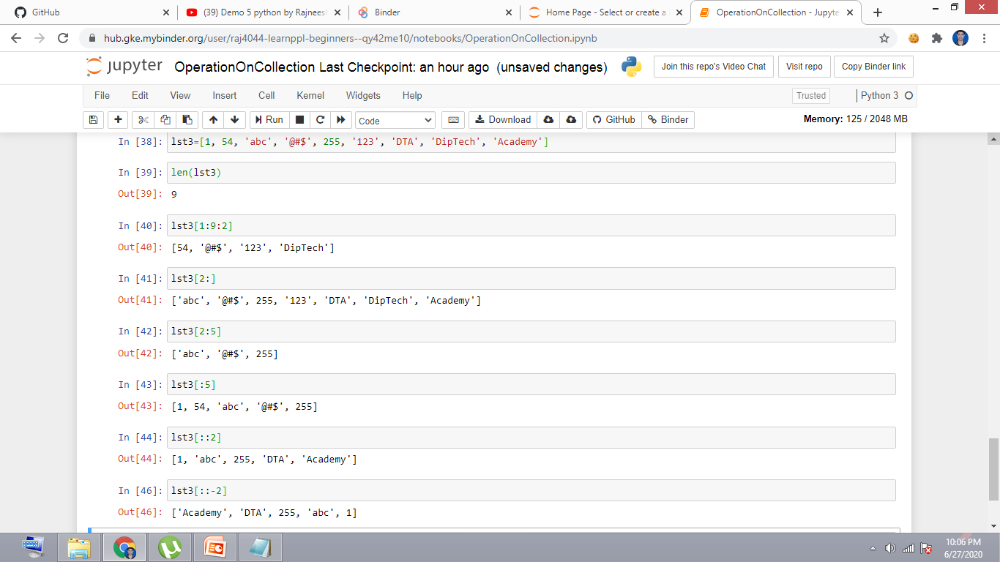 GitHub
(39) Demo 5 python by Rajnees
Binder
Home Page - Select or create a
OperationOnCollection - Jupyte
hub.gke.mybinder.org/user/raj4044-learnppl-beginners--qy42me10/notebooks/OperationOnCollection.ipynb
jupyter OperationOnCollection Last Checkpoint: an hour ago (unsaved changes)
Join this repo's Video Chat Visit repo Copy Binder link
File Edit View Insert Cell Kernel Widgets Help Trusted Python 3
Run Code Download GitHub Binder Memory: 125 / 2048 MB
In [38]: lst3=[1, 54, 'abc', '@#$', 255, '123', 'DTA', 'DipTech', 'Academy']
In [39]: len(lst3)
Out[39]: 9
In [40]: lst3[1:9:2]
Out[40]: [54, '@#$', '123', 'DipTech']
In [41]: lst3[2:]
Out[41]: ['abc', '@#$', 255, '123', 'DTA', 'DipTech', 'Academy']
In [42]: lst3[2:5]
Out[42]: ['abc', '@#$', 255]
In [43]: lst3[:5]
Out[43]: [1, 54, 'abc', '@#$', 255]
In [44]: lst3[::2]
Out[44]: [1, 'abc', 255, 'DTA', 'Academy']
In [46]: lst3[::-2]
Out[46]: ['Academy', 'DTA', 255, 'abc', 1]
10:06 PM
6/27/2020